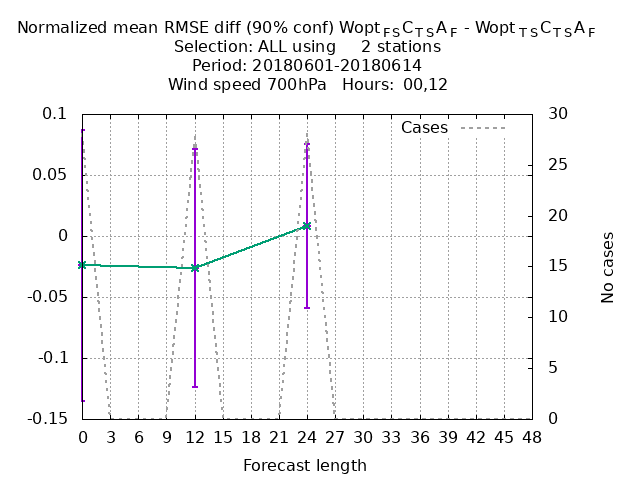 Normalized mean RMSE diff (90% conf) Wopt FS C TS A F - Wopt TS C TS A F
Selection: ALL using 2 stations
Period: 20180601-20180614
Wind speed 700hPa Hours: 00,12
Cases
0.1
0.05
0
-0.05
-0.1
-0.15
30
25
20
15
10
5
0
No cases
0 3 6 9 12 15 18 21 24 27 30 33 36 39 42 45 48
Forecast length